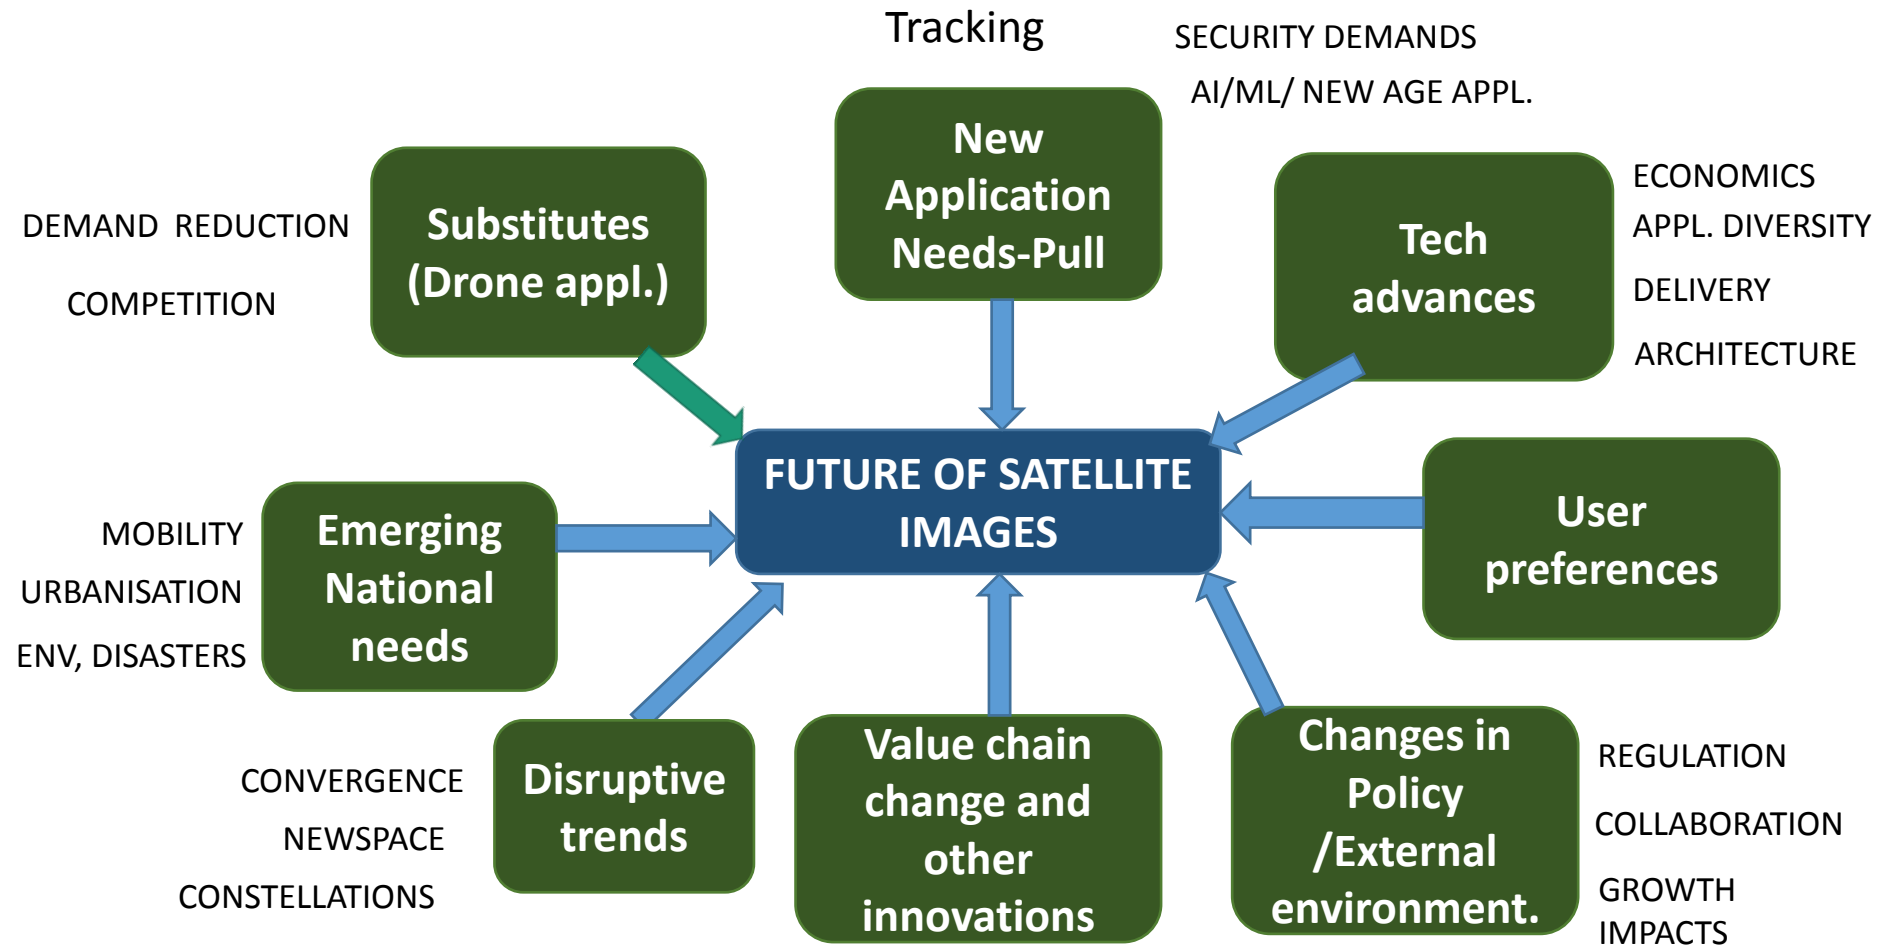 Tracking
SECURITY DEMANDS
AI/ML/ NEW AGE APPL.
New
Application
Needs-Pull
Substitutes
(Drone appl.)
DEMAND REDUCTION
COMPETITION
Tech
advances
ECONOMICS
APPL. DIVERSITY
DELIVERY
ARCHITECTURE
FUTURE OF SATELLITE
IMAGES
User
preferences
Emerging
National
needs
MOBILITY
URBANISATION
ENV, DISASTERS
Disruptive
trends
CONVERGENCE
NEWSPACE
CONSTELLATIONS
Value chain
change and
other
innovations
Changes in
Policy
/External
environment.
REGULATION
COLLABORATION
GROWTH
IMPACTS